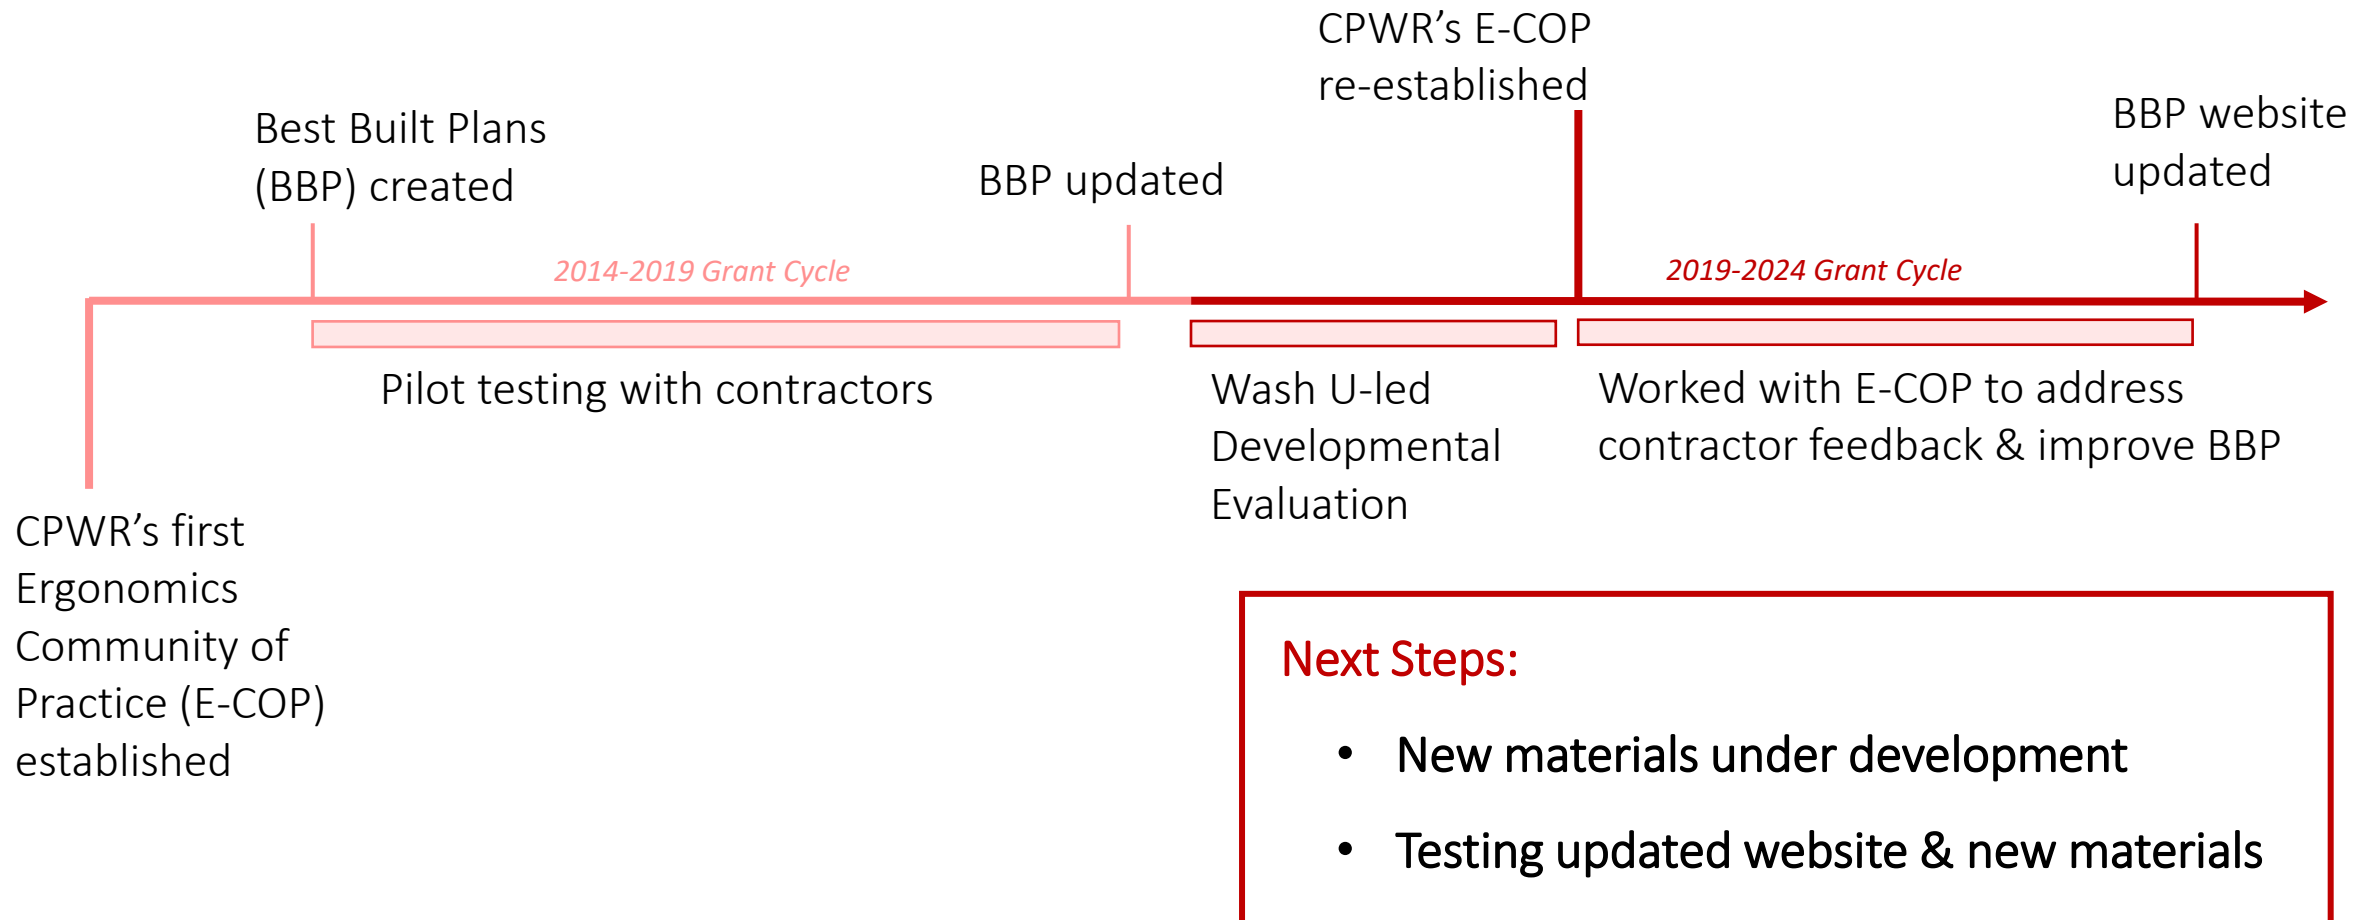 CPWR’s E-COP
re-established
Best Built Plans
(BBP) created
BBP updated
BBP website
updated
2014-2019 Grant Cycle
2019-2024 Grant Cycle
Pilot testing with contractors
Wash U-led
Developmental
Evaluation
Worked with E-COP to address
contractor feedback & improve BBP
CPWR’s first
Ergonomics
Community of
Practice (E-COP)
established
Next Steps:
• New materials under development
• Testing updated website & new materials